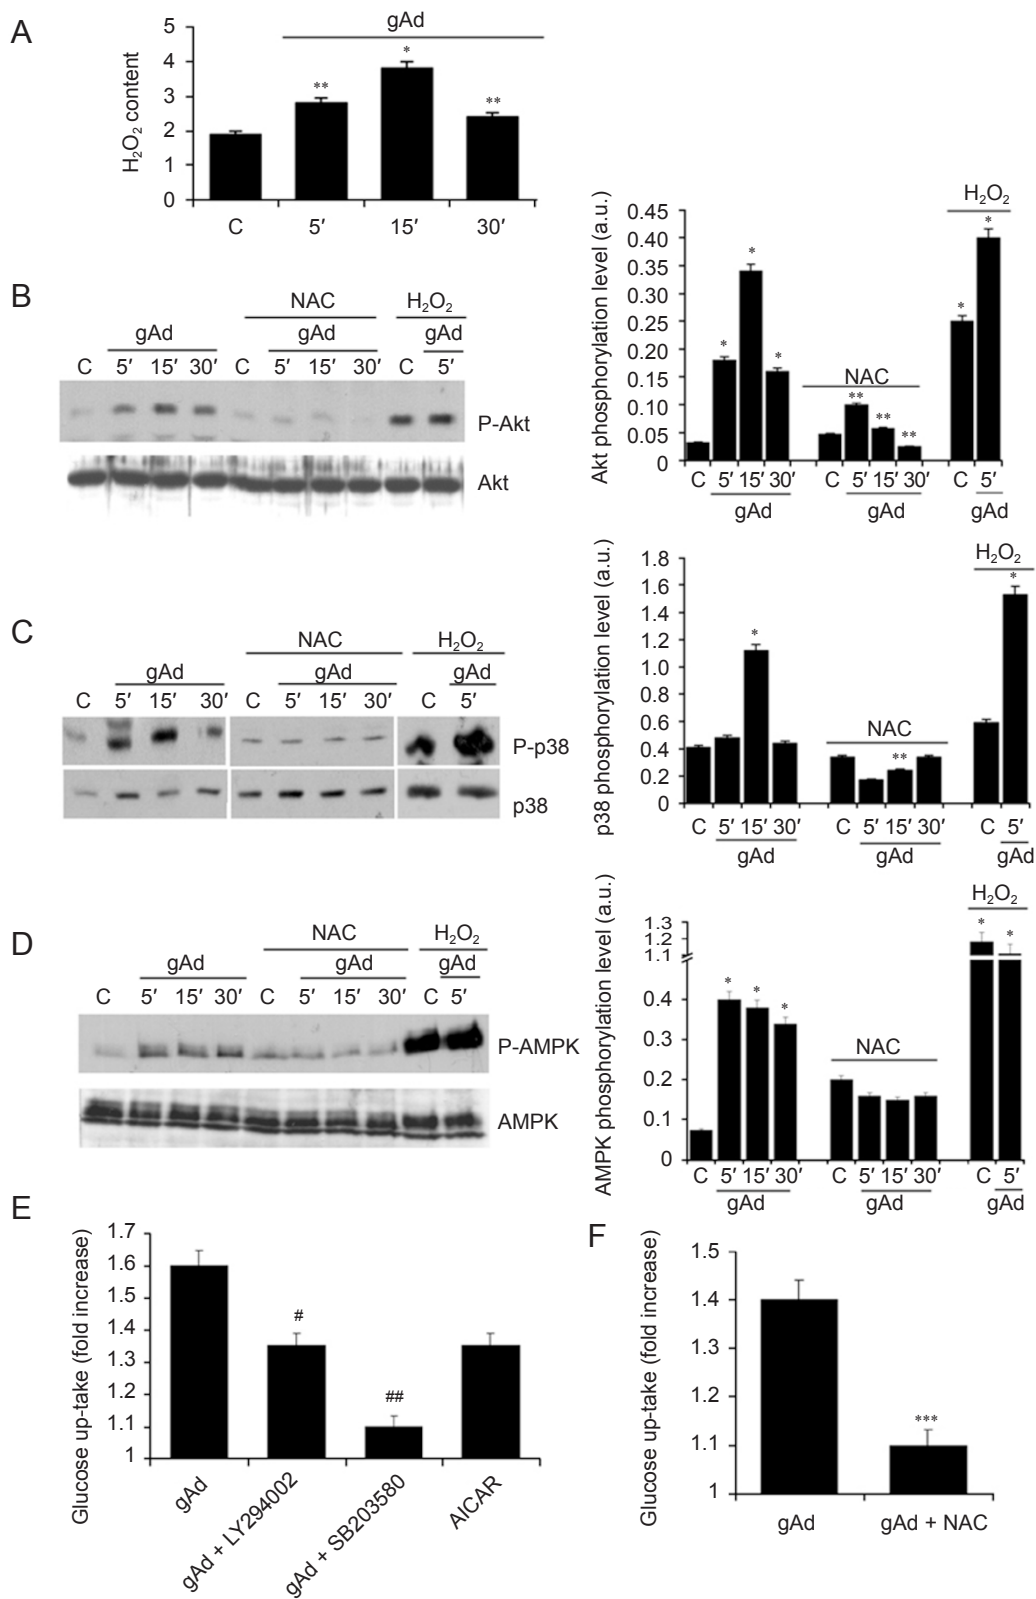 A
gAd
H₂O₂ content
5
4
3
2
1
0
*
**
**
C 5′ 15′ 30′
B
NAC H₂O₂
gAd gAd gAd
C 5′ 15′ 30′ C 5′ 15′ 30′ C 5′
P-Akt
Akt
Akt phosphorylation level (a.u.)
0.45
0.40
0.35
0.30
0.25
0.20
0.15
0.10
0.05
0
H₂O₂
NAC
*
*
*
*
*
**
**
**
C 5′ 15′ 30′ C 5′ 15′ 30′ C 5′
gAd gAd gAd
C
NAC H₂O₂
gAd gAd gAd
C 5′ 15′ 30′ C 5′ 15′ 30′ C 5′
P-p38
p38
p38 phosphorylation level (a.u.)
1.8
1.6
1.4
1.2
1.0
0.8
0.6
0.4
0.2
0
H₂O₂
*
*
NAC
**
C 5′ 15′ 30′ C 5′ 15′ 30′ C 5′
gAd gAd gAd
D
NAC H₂O₂
gAd gAd gAd
C 5′ 15′ 30′ C 5′ 15′ 30′ C 5′
P-AMPK
AMPK
AMPK phosphorylation level (a.u.)
1.3
1.2
1.1
0.4
0.3
0.2
0.1
0
H₂O₂
* *
* * *
NAC
C 5′ 15′ 30′ C 5′ 15′ 30′ C 5′
gAd gAd gAd
E
Glucose up-take (fold increase)
1.7
1.6
1.5
1.4
1.3
1.2
1.1
1
#
##
gAd
gAd + LY294002
gAd + SB203580
AICAR
F
Glucose up-take (fold increase)
1.5
1.4
1.3
1.2
1.1
1
***
gAd gAd + NAC